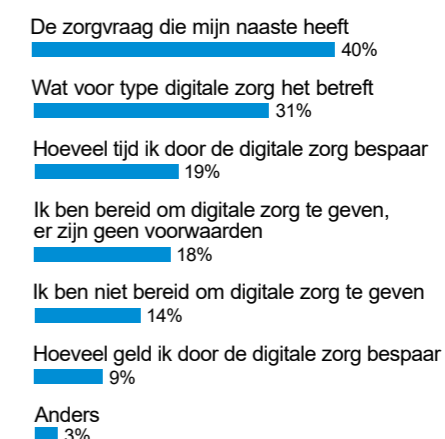 De zorgvraag die mijn naaste heeft
40%
Wat voor type digitale zorg het betreft
31%
Hoeveel tijd ik door de digitale zorg bespaar
19%
Ik ben bereid om digitale zorg te geven,
er zijn geen voorwaarden
18%
Ik ben niet bereid om digitale zorg te geven
14%
Hoeveel geld ik door de digitale zorg bespaar
9%
Anders
3%